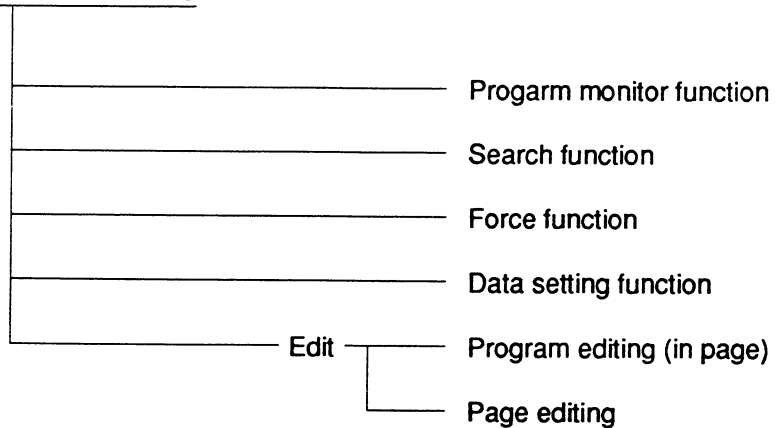 Progarm monitor function
Search function
Force function
Data setting function
Edit
Program editing (in page)
Page editing